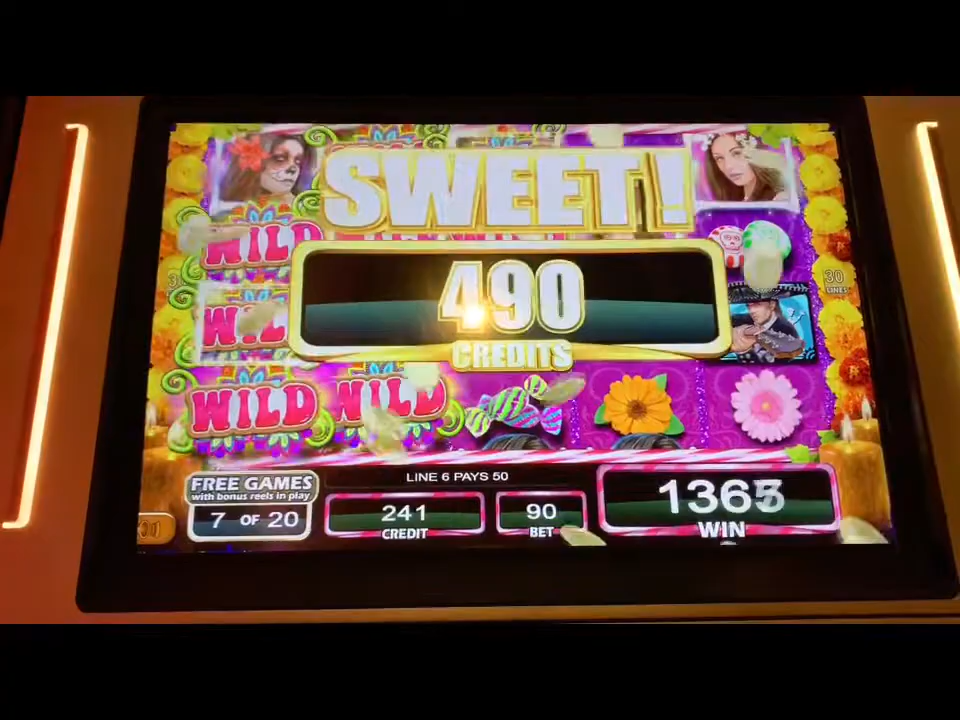 SWEET!
WILD
490
CREDITS
30
LINES
WILD
WILD WILD
FREE GAMES
with bonus reels in play
7 OF 20
LINE 6 PAYS 50
241
CREDIT
90
BET
WIN